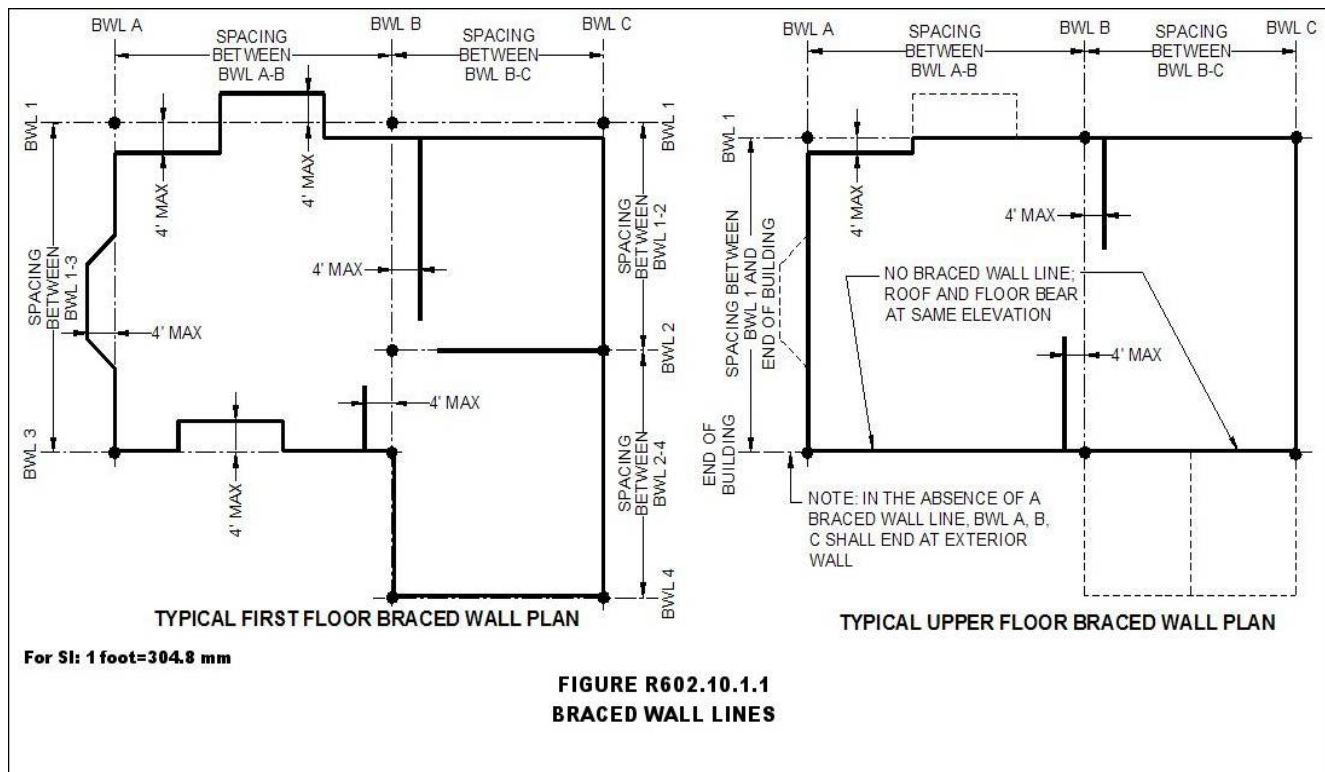 BWL A
SPACING
BETWEEN
BWL A-B
BWL B
SPACING
BETWEEN
BWL B-C
BWL C
BWL 1
BWL 1
4' MAX
4' MAX
SPACING
BETWEEN
BWL 1-3
4' MAX
4' MAX
SPACING
BETWEEN
BWL 1-2
BWL 2
4' MAX
BWL 3
4' MAX
SPACING
BETWEEN
BWL 2-4
BWL 4
TYPICAL FIRST FLOOR BRACED WALL PLAN
BWL A
SPACING
BETWEEN
BWL A-B
BWL B
SPACING
BETWEEN
BWL B-C
BWL C
BWL 1
4' MAX
4' MAX
SPACING BETWEEN
BWL 1 AND
END OF BUILDING
NO BRACED WALL LINE;
ROOF AND FLOOR BEAR
AT SAME ELEVATION
4' MAX
END OF
BUILDING
NOTE: IN THE ABSENCE OF A
BRACED WALL LINE, BWL A, B,
C SHALL END AT EXTERIOR
WALL
TYPICAL UPPER FLOOR BRACED WALL PLAN
For SI: 1 foot=304.8 mm
FIGURE R602.10.1.1
BRACED WALL LINES